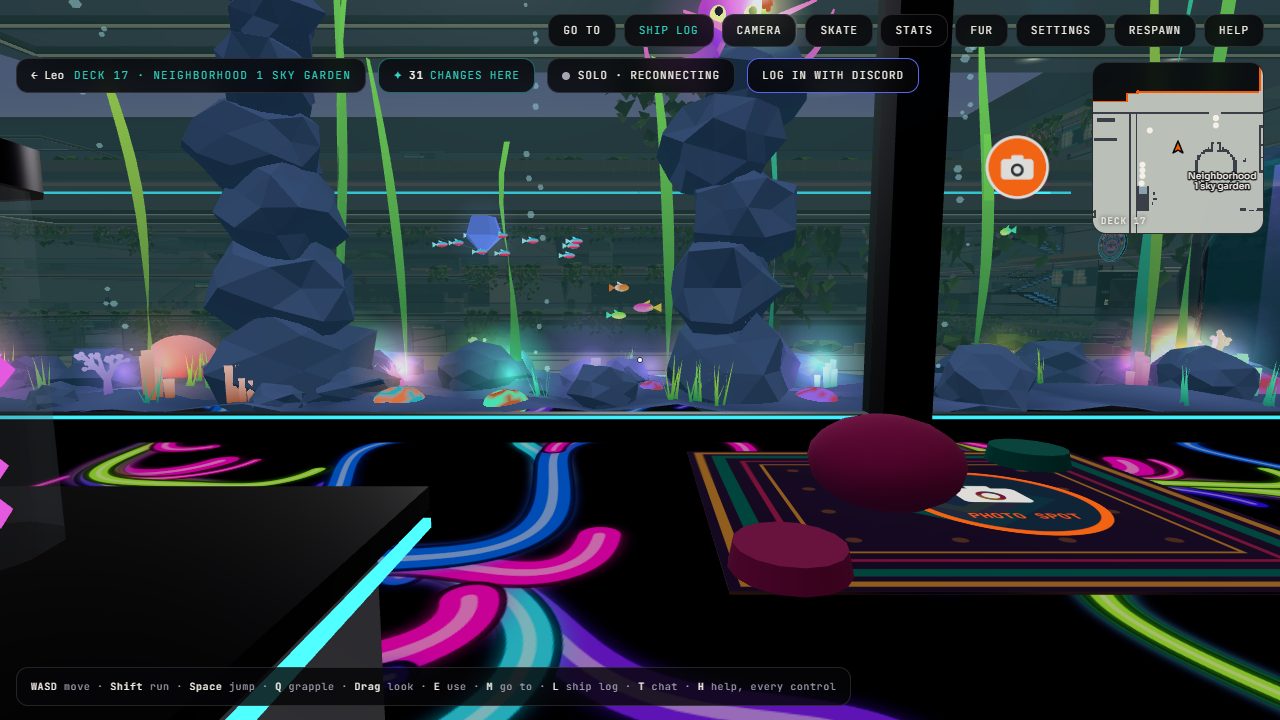 GO TO
SHIP LOG
CAMERA
SKATE
STATS
FUR
SETTINGS
RESPAWN
HELP
← Leo DECK 17 · NEIGHBORHOOD 1 SKY GARDEN
✦ 31 CHANGES HERE
SOLO · RECONNECTING
LOG IN WITH DISCORD
Neighborhood
1 sky garden
DECK 17
PHOTO SPOT
WASD move · Shift run · Space jump · Q grapple · Drag look · E use · M go to · L ship log · T chat · H help, every control